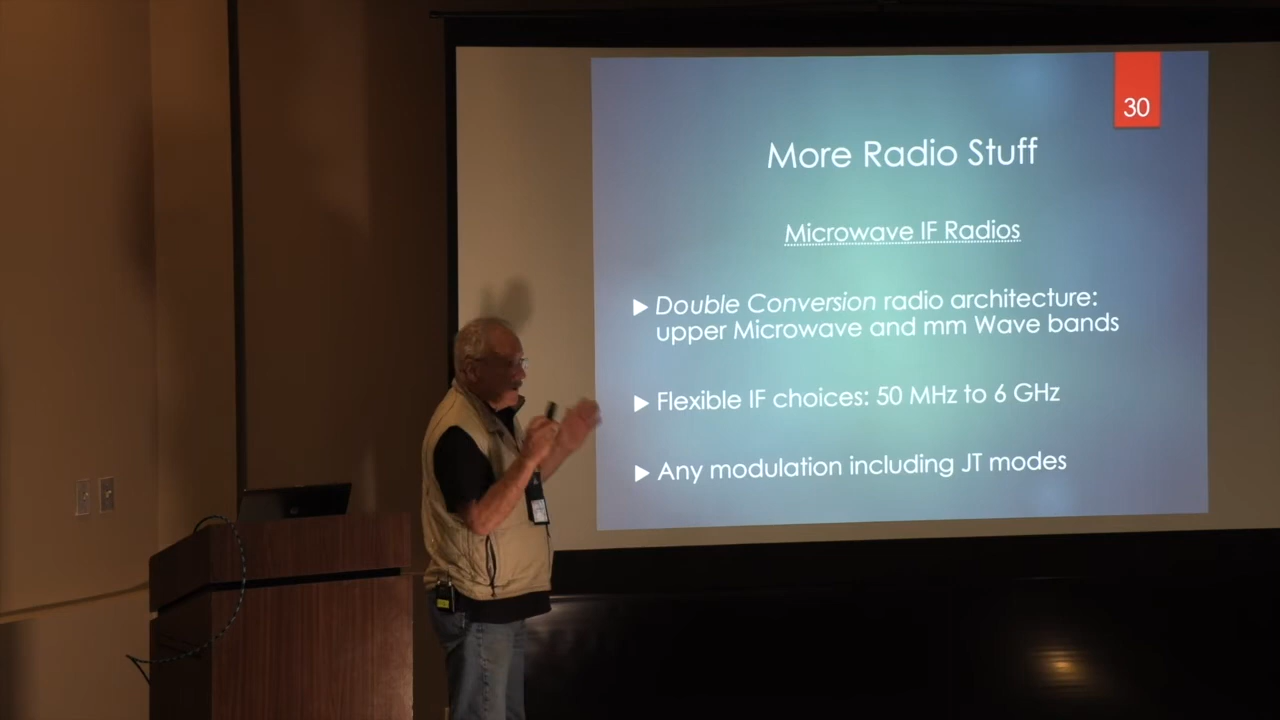 30
More Radio Stuff
Microwave IF Radios
Double Conversion radio architecture:
upper Microwave and mm Wave bands
Flexible IF choices: 50 MHz to 6 GHz
Any modulation including JT modes